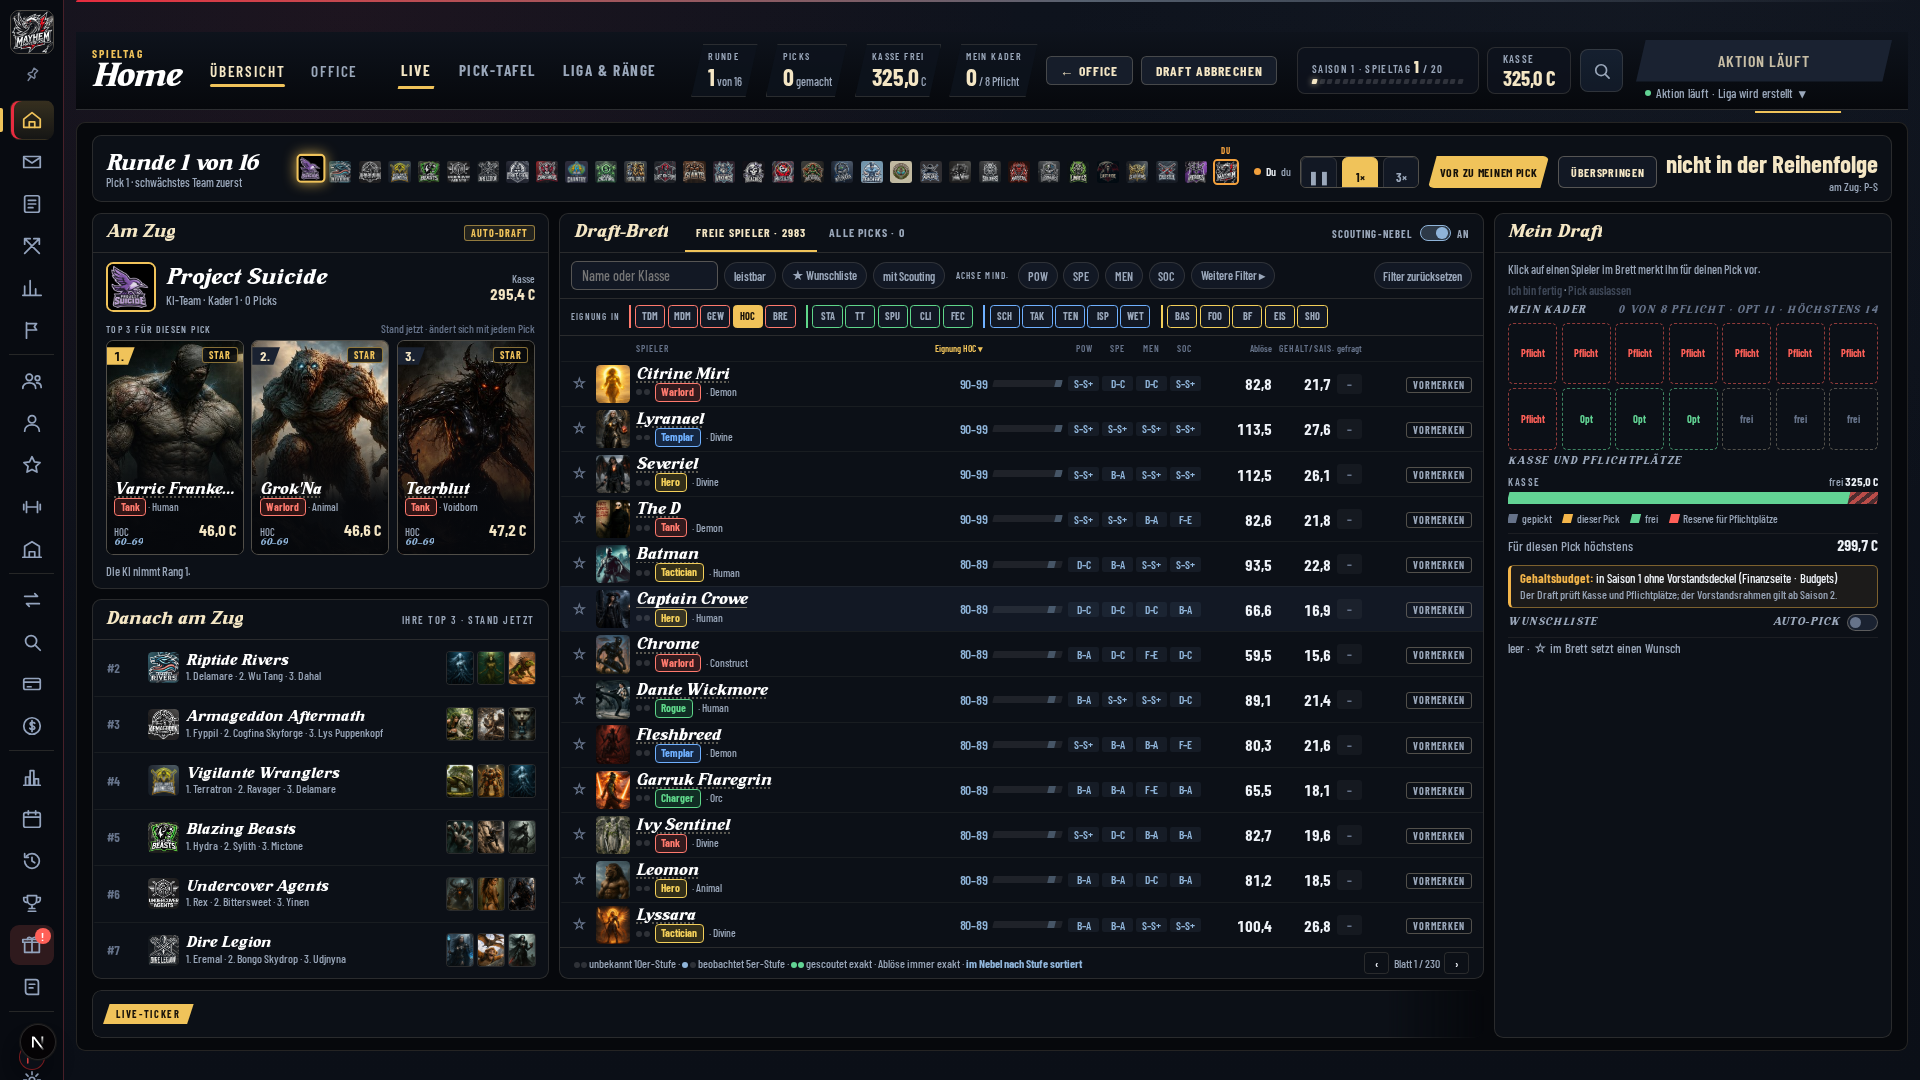 SPIELTAG
Home
ÜBERSICHT
OFFICE
LIVE
PICK-TAFEL
LIGA & RÄNGE
RUNDE
1 von 16
PICKS
0 gemacht
KASSE FREI
325,0 C
MEIN KADER
0 / 8 Pflicht
← OFFICE
DRAFT ABBRECHEN
SAISON 1 · SPIELTAG 1 / 20
KASSE
325,0 C
AKTION LÄUFT
Aktion läuft · Liga wird erstellt ▼
Runde 1 von 16
Pick 1 · schwächstes Team zuerst
DU
Du du
1×
3×
VOR ZU MEINEM PICK
ÜBERSPRINGEN
nicht in der Reihenfolge
am Zug: P-S
Am Zug
AUTO-DRAFT
Project Suicide
KI-Team · Kader 1 · 0 Picks
Kasse
295,4 C
TOP 3 FÜR DIESEN PICK
Stand jetzt · ändert sich mit jedem Pick
1.
STAR
Varric Franke...
Tank · Human
HOC
60–69
46,0 C
2.
STAR
Grok'Na
Warlord · Animal
HOC
60–69
46,6 C
3.
STAR
Teerblut
Tank · Voidborn
HOC
60–69
47,2 C
Die KI nimmt Rang 1.
Danach am Zug
IHRE TOP 3 · STAND JETZT
#2
Riptide Rivers
1. Delamare · 2. Wu Tang · 3. Dahal
#3
Armageddon Aftermath
1. Fyppil · 2. Cogfina Skyforge · 3. Lys Puppenkopf
#4
Vigilante Wranglers
1. Terratron · 2. Ravager · 3. Delamare
#5
Blazing Beasts
1. Hydra · 2. Sylith · 3. Mictone
#6
Undercover Agents
1. Rex · 2. Bittersweet · 3. Yinen
#7
Dire Legion
1. Eremal · 2. Bongo Skydrop · 3. Udjnyna
LIVE-TICKER
Draft-Brett
FREIE SPIELER · 2983
ALLE PICKS · 0
SCOUTING-NEBEL
AN
Name oder Klasse
leistbar
★ Wunschliste
mit Scouting
ACHSE MIND.
POW
SPE
MEN
SOC
Weitere Filter ▸
Filter zurücksetzen
EIGNUNG IN
TDM
MDM
GEW
HOC
BRE
STA
TT
SPU
CLI
FEC
SCH
TAK
TEN
ISP
WET
BAS
FOO
BF
EIS
SHO
SPIELER
Eignung HOC ▾
POW
SPE
MEN
SOC
Ablöse
GEHALT/SAIS.
gefragt
☆ Citrine Miri
Warlord · Demon
90–99 S–S+ D–C D–C S–S+ 82,8 21,7 – VORMERKEN
☆ Lyranael
Templar · Divine
90–99 S–S+ S–S+ S–S+ S–S+ 113,5 27,6 – VORMERKEN
☆ Severiel
Hero · Divine
90–99 S–S+ B–A S–S+ S–S+ 112,5 26,1 – VORMERKEN
☆ The D
Tank · Demon
90–99 S–S+ S–S+ B–A F–E 82,6 21,8 – VORMERKEN
☆ Batman
Tactician · Human
80–89 D–C B–A S–S+ S–S+ 93,5 22,8 – VORMERKEN
☆ Captain Crowe
Hero · Human
80–89 D–C D–C D–C B–A 66,6 16,9 – VORMERKEN
☆ Chrome
Warlord · Construct
80–89 B–A D–C F–E D–C 59,5 15,6 – VORMERKEN
☆ Dante Wickmore
Rogue · Human
80–89 B–A S–S+ S–S+ D–C 89,1 21,4 – VORMERKEN
☆ Fleshbreed
Templar · Demon
80–89 S–S+ B–A B–A F–E 80,3 21,6 – VORMERKEN
☆ Garruk Flaregrin
Charger · Orc
80–89 B–A B–A F–E B–A 65,5 18,1 – VORMERKEN
☆ Ivy Sentinel
Tank · Divine
80–89 S–S+ D–C B–A B–A 82,7 19,6 – VORMERKEN
☆ Leomon
Hero · Animal
80–89 B–A B–A D–C B–A 81,2 18,5 – VORMERKEN
☆ Lyssara
Tactician · Divine
80–89 B–A B–A S–S+ S–S+ 100,4 26,8 – VORMERKEN
unbekannt 10er-Stufe · beobachtet 5er-Stufe · gescoutet exakt · Ablöse immer exakt · im Nebel nach Stufe sortiert
‹ Blatt 1 / 230 ›
Mein Draft
Klick auf einen Spieler im Brett merkt ihn für deinen Pick vor.
Ich bin fertig · Pick auslassen
MEIN KADER
0 VON 8 PFLICHT · OPT 11 · HÖCHSTENS 14
Pflicht Pflicht Pflicht Pflicht Pflicht Pflicht Pflicht
Pflicht Opt Opt Opt frei frei frei
KASSE UND PFLICHTPLÄTZE
KASSE
frei 325,0 C
gepickt
dieser Pick
frei
Reserve für Pflichtplätze
Für diesen Pick höchstens
299,7 C
Gehaltsbudget: in Saison 1 ohne Vorstandsdeckel (Finanzseite · Budgets)
Der Draft prüft Kasse und Pflichtplätze; der Vorstandsrahmen gilt ab Saison 2.
WUNSCHLISTE
AUTO-PICK
leer · ☆ im Brett setzt einen Wunsch